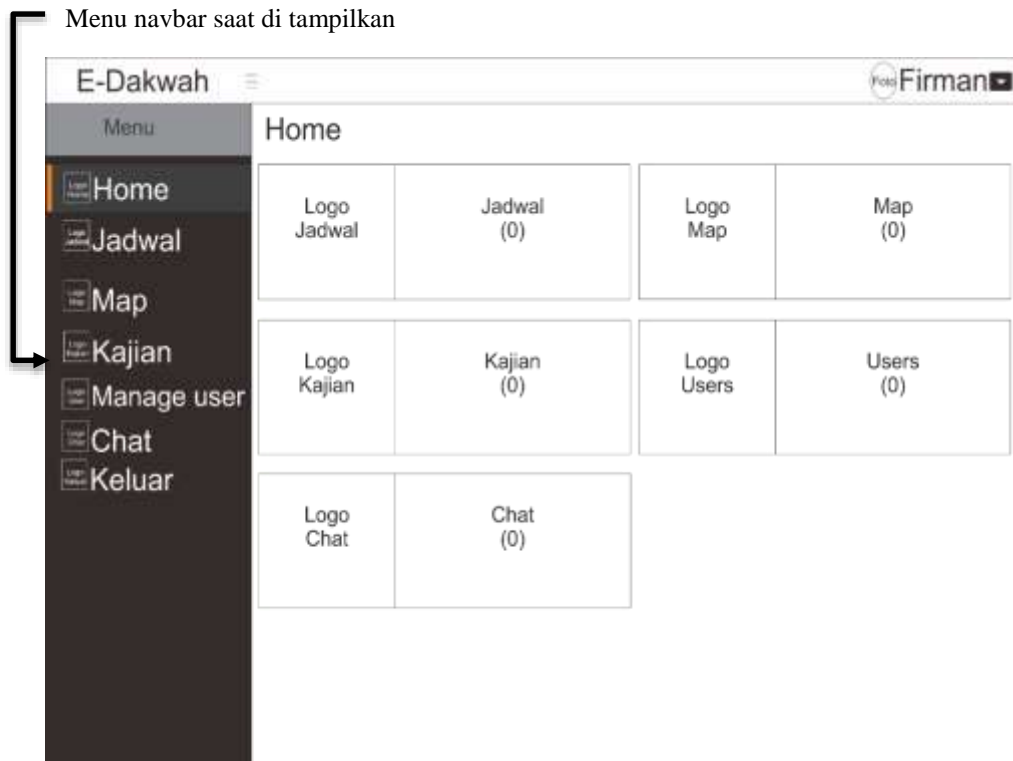 Menu navbar saat di tampilkan
E-Dakwah
Foto Firman
Menu
Home
Home
Jadwal
Map
Kajian
Manage user
Chat
Keluar
Logo
Jadwal
Jadwal
(0)
Logo
Map
Map
(0)
Logo
Kajian
Kajian
(0)
Logo
Users
Users
(0)
Logo
Chat
Chat
(0)